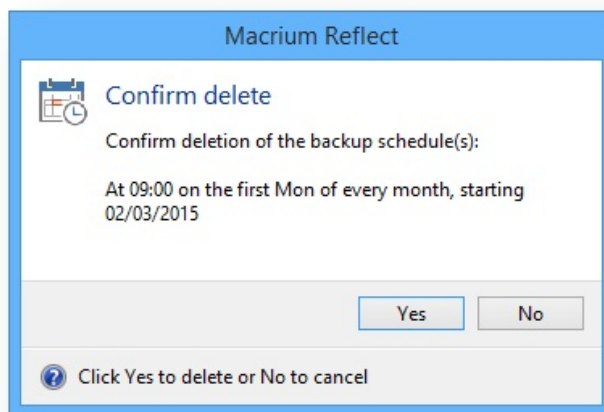 Macrium Reflect
Confirm delete
Confirm deletion of the backup schedule(s):
At 09:00 on the first Mon of every month, starting
02/03/2015
Yes
No
Click Yes to delete or No to cancel